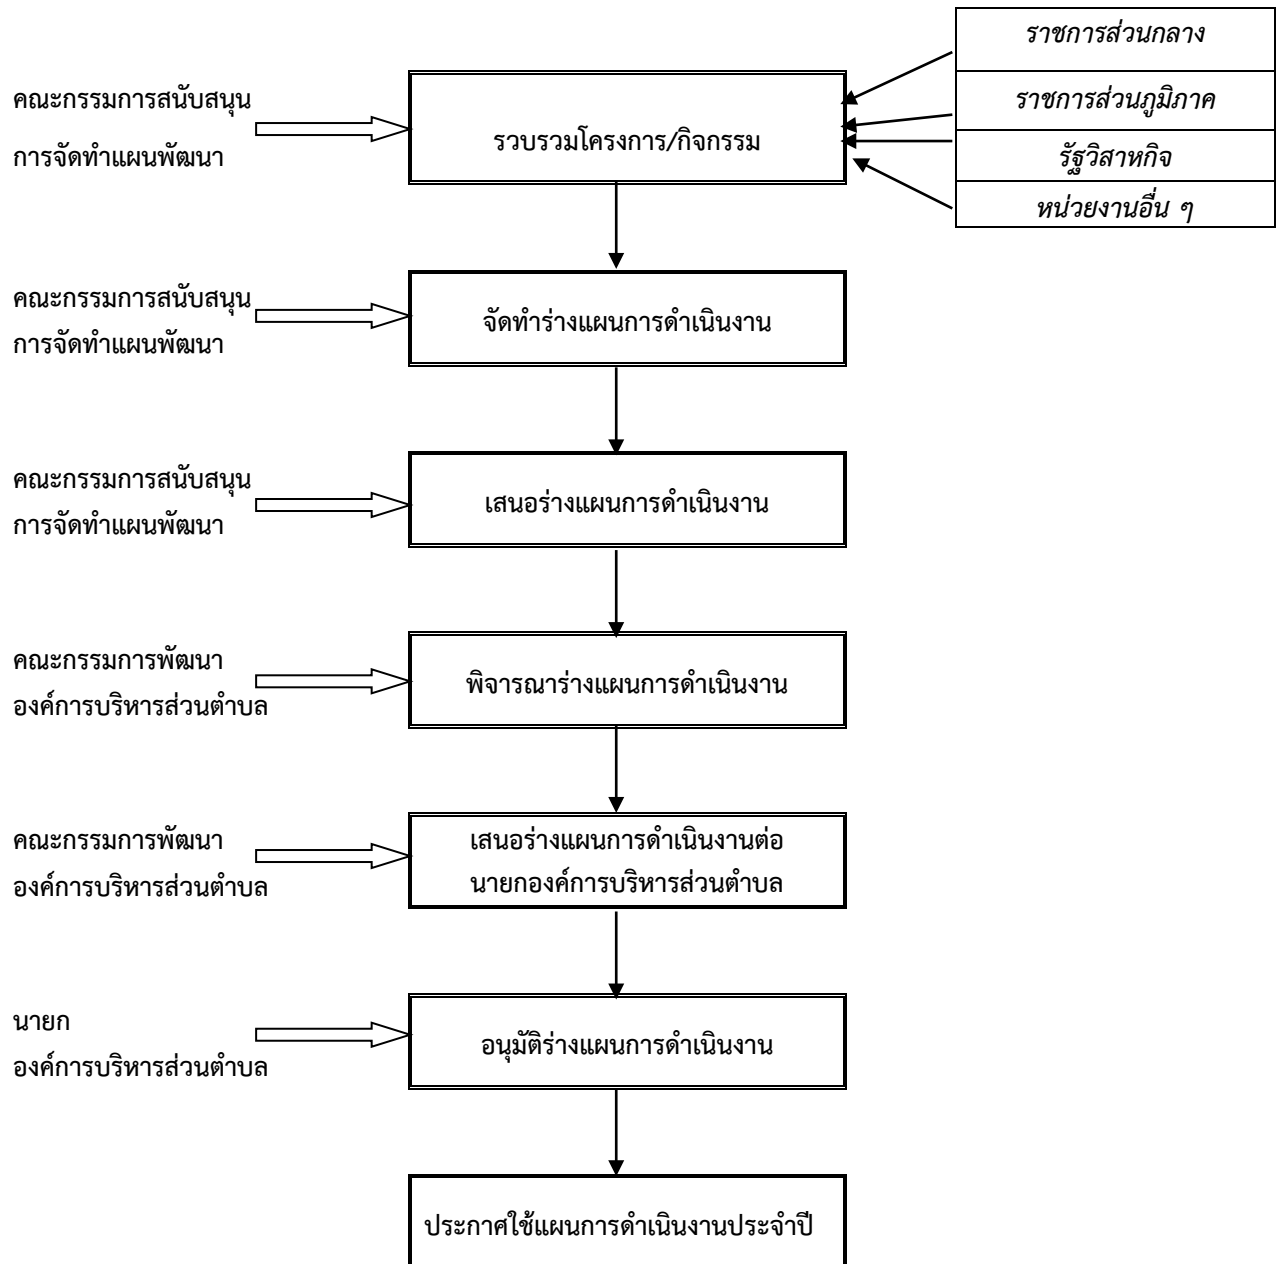 ราชการส่วนกลาง
ราชการส่วนภูมิภาค
รัฐวิสาหกิจ
หน่วยงานอื่น ๆ
คณะกรรมการสนับสนุน
การจัดทำแผนพัฒนา
รวบรวมโครงการ/กิจกรรม
คณะกรรมการสนับสนุน
การจัดทำแผนพัฒนา
จัดทำร่างแผนการดำเนินงาน
คณะกรรมการสนับสนุน
การจัดทำแผนพัฒนา
เสนอร่างแผนการดำเนินงาน
คณะกรรมการพัฒนา
องค์การบริหารส่วนตำบล
พิจารณาร่างแผนการดำเนินงาน
คณะกรรมการพัฒนา
องค์การบริหารส่วนตำบล
เสนอร่างแผนการดำเนินงานต่อ
นายกองค์การบริหารส่วนตำบล
นายก
องค์การบริหารส่วนตำบล
อนุมัติร่างแผนการดำเนินงาน
ประกาศใช้แผนการดำเนินงานประจำปี